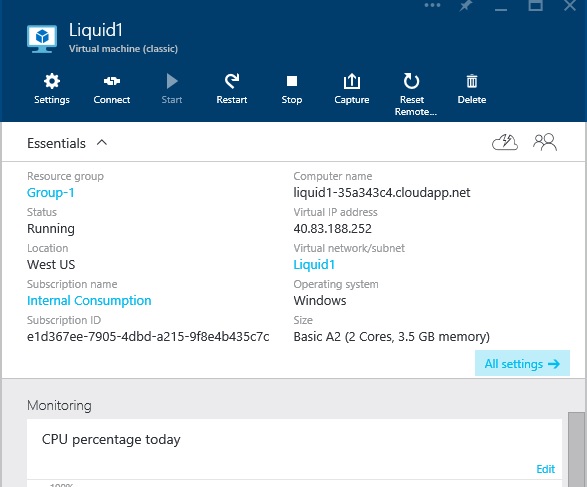 Liquid1
Virtual machine (classic)
Settings Connect Start Restart Stop Capture Reset Remote... Delete
Essentials
Resource group
Group-1
Status
Running
Location
West US
Subscription name
Internal Consumption
Subscription ID
e1d367ee-7905-4dbd-a215-9f8e4b435c7c
Computer name
liquid1-35a343c4.cloudapp.net
Virtual IP address
40.83.188.252
Virtual network/subnet
Liquid1
Operating system
Windows
Size
Basic A2 (2 Cores, 3.5 GB memory)
All settings →
Monitoring
CPU percentage today
Edit
100%